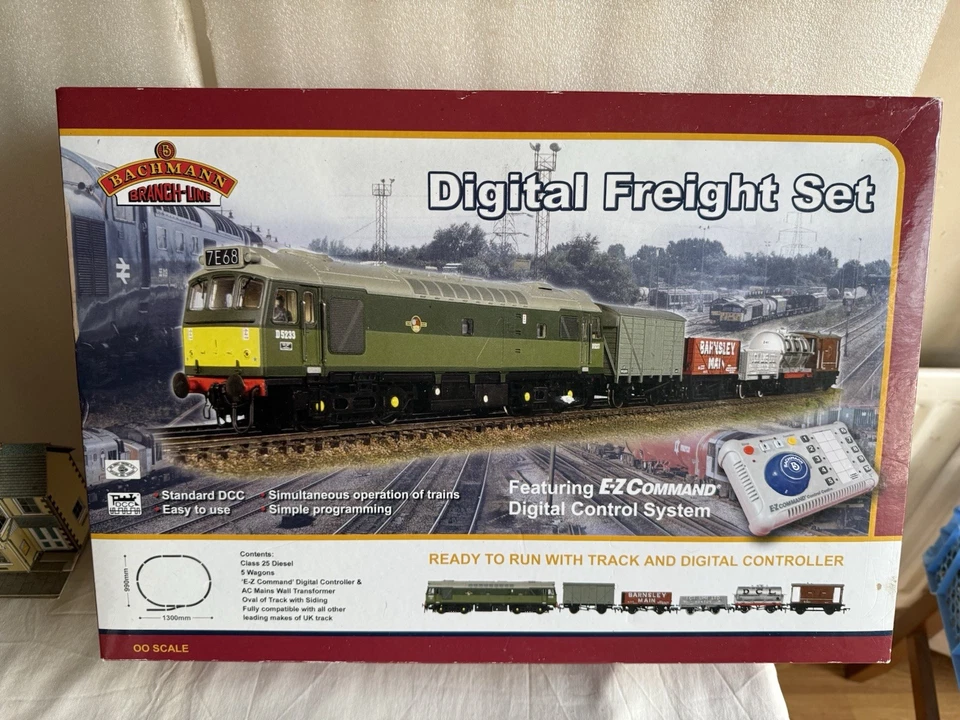 BACHMANN
BRANCH-LINE
Digital Freight Set
7E68
D5233
BARNSLEY
MAIN
Standard DCC
Easy to use
Simultaneous operation of trains
Simple programming
DCC
Featuring E-Z COMMAND®
Digital Control System
E-Z COMMAND
990mm
1300mm
Contents:
Class 25 Diesel
5 Wagons
'E-Z Command' Digital Controller &
AC Mains Wall Transformer
Oval of Track with Siding
Fully compatible with all other
leading makes of UK track
READY TO RUN WITH TRACK AND DIGITAL CONTROLLER
BARNSLEY
MAIN
OO SCALE